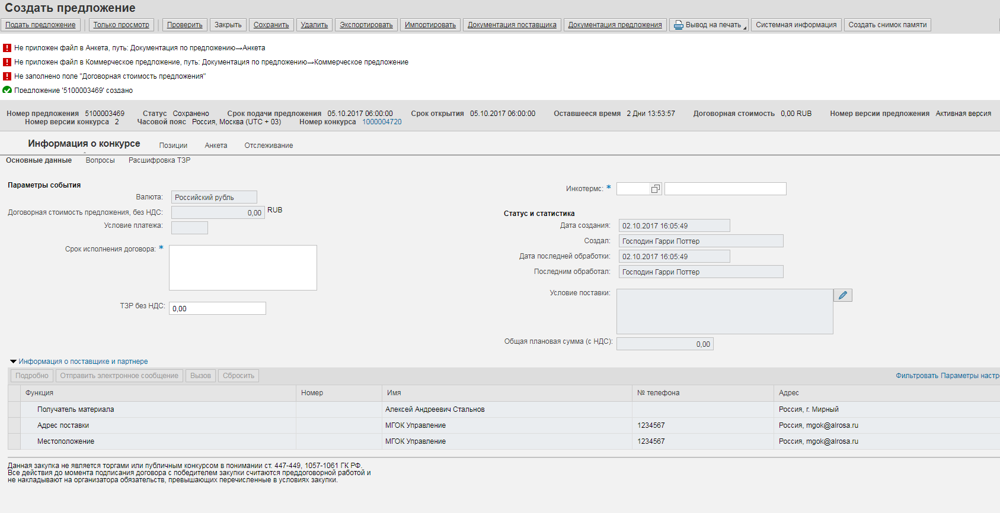 Создать предложение
Подать предложение Только просмотр Проверить Закрыть Сохранить Удалить Экспортировать Импортировать Документация поставщика Документация предложения Вывод на печать Системная информация Создать снимок памяти
Не приложен файл в Анкета, путь: Документация по предложению→Анкета
Не приложен файл в Коммерческое предложение, путь: Документация по предложению→Коммерческое предложение
Не заполнено поле "Договорная стоимость предложения"
Предложение '5100003469' создано
Номер предложения 5100003469 Статус Сохранено Срок подачи предложения 05.10.2017 06:00:00 Срок открытия 05.10.2017 06:00:00 Оставшееся время 2 Дни 13:53:57 Договорная стоимость 0,00 RUB Номер версии предложения Активная версия
Номер версии конкурса 2 Часовой пояс Россия, Москва (UTC + 03) Номер конкурса 1000004720
Информация о конкурсе Позиции Анкета Отслеживание
Основные данные Вопросы Расшифровка ТЗР
Параметры события
Валюта: Российский рубль
Договорная стоимость предложения, без НДС: 0,00 RUB
Условие платежа:
Срок исполнения договора: *
ТЗР без НДС: 0,00
Инкотермс: *
Статус и статистика
Дата создания: 02.10.2017 16:05:49
Создал: Господин Гарри Поттер
Дата последней обработки: 02.10.2017 16:05:49
Последним обработал: Господин Гарри Поттер
Условие поставки:
Общая плановая сумма (с НДС): 0,00
Информация о поставщике и партнере
Подробно Отправить электронное сообщение Вызов Сбросить Фильтровать Параметры настро
Функция Номер Имя № телефона Адрес
Получатель материала Алексей Андреевич Стальнов Россия, г. Мирный
Адрес поставки МГОК Управление 1234567 Россия, mgok@alrosa.ru
Местоположение МГОК Управление 1234567 Россия, mgok@alrosa.ru
Данная закупка не является торгами или публичным конкурсом в понимании ст. 447-449, 1057-1061 ГК РФ.
Все действия до момента подписания договора с победителем закупки считаются преддоговорной работой и
не накладывают на организатора обязательств, превышающих перечисленные в условиях закупки.